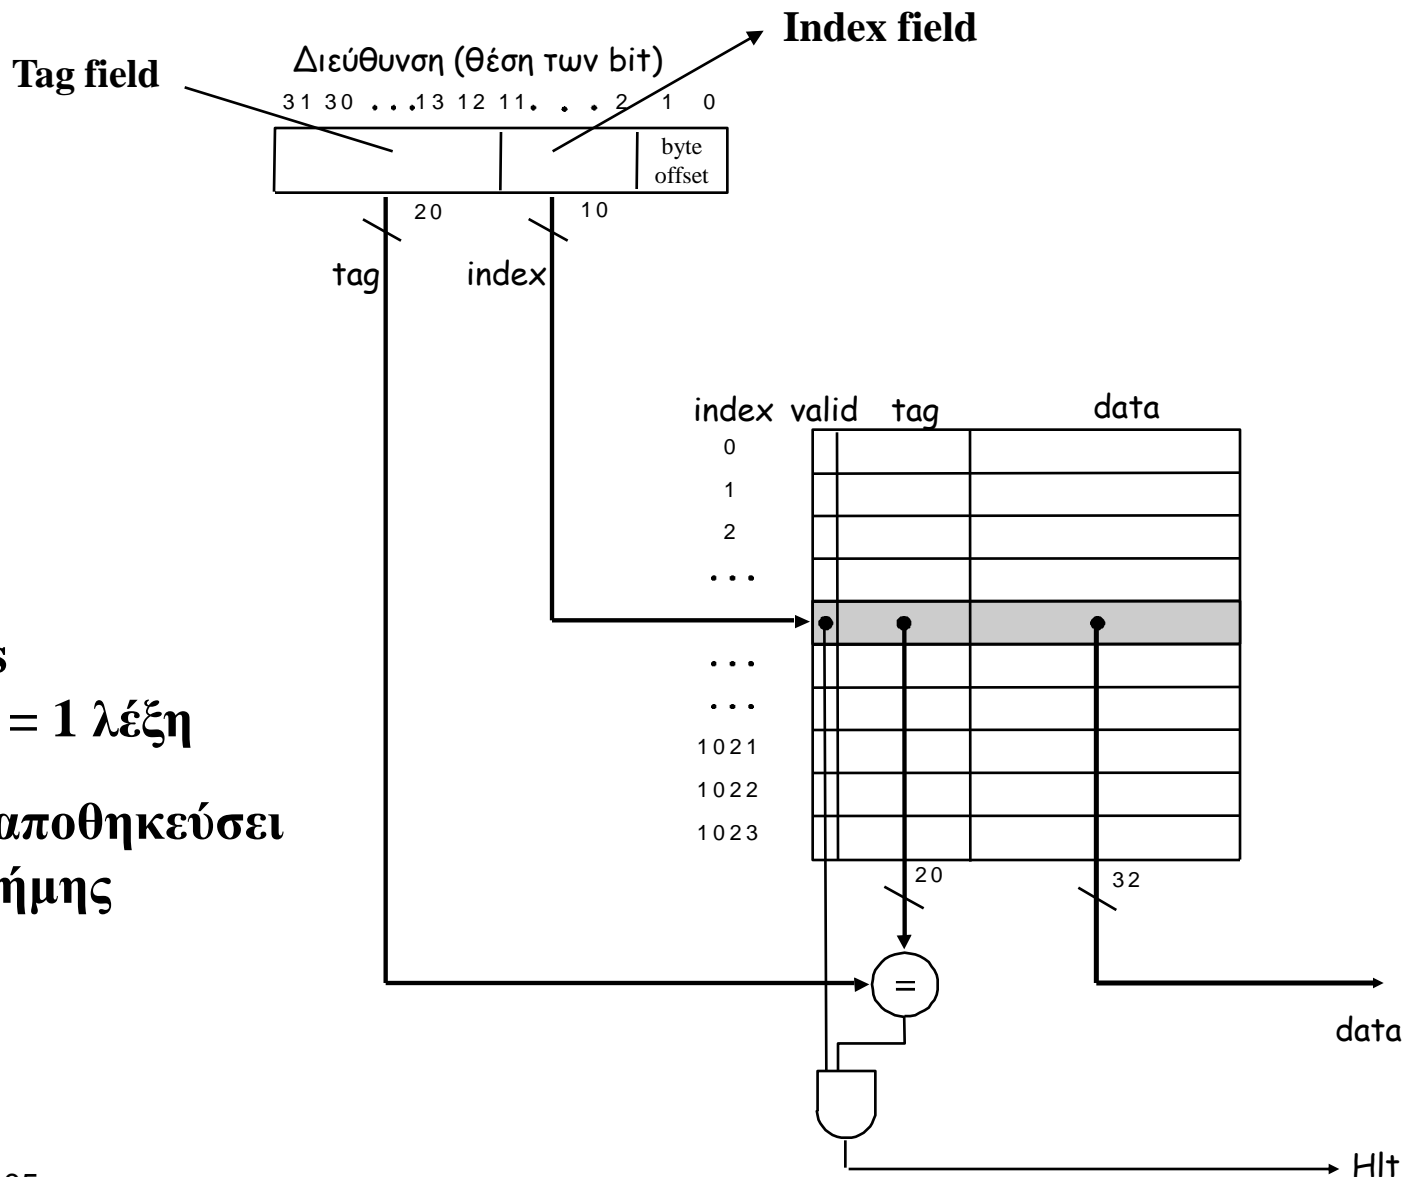 Index field
Διεύθυνση (θέση των bit)
Tag field
31 30 ...13 12 11. . . 2 1 0
byte
offset
20 10
tag index
index valid tag data
0
1
2
...
...
= 1 λέξη
...
1021
1022
αποθηκεύσει
1023
20 32
=
data
Hlt